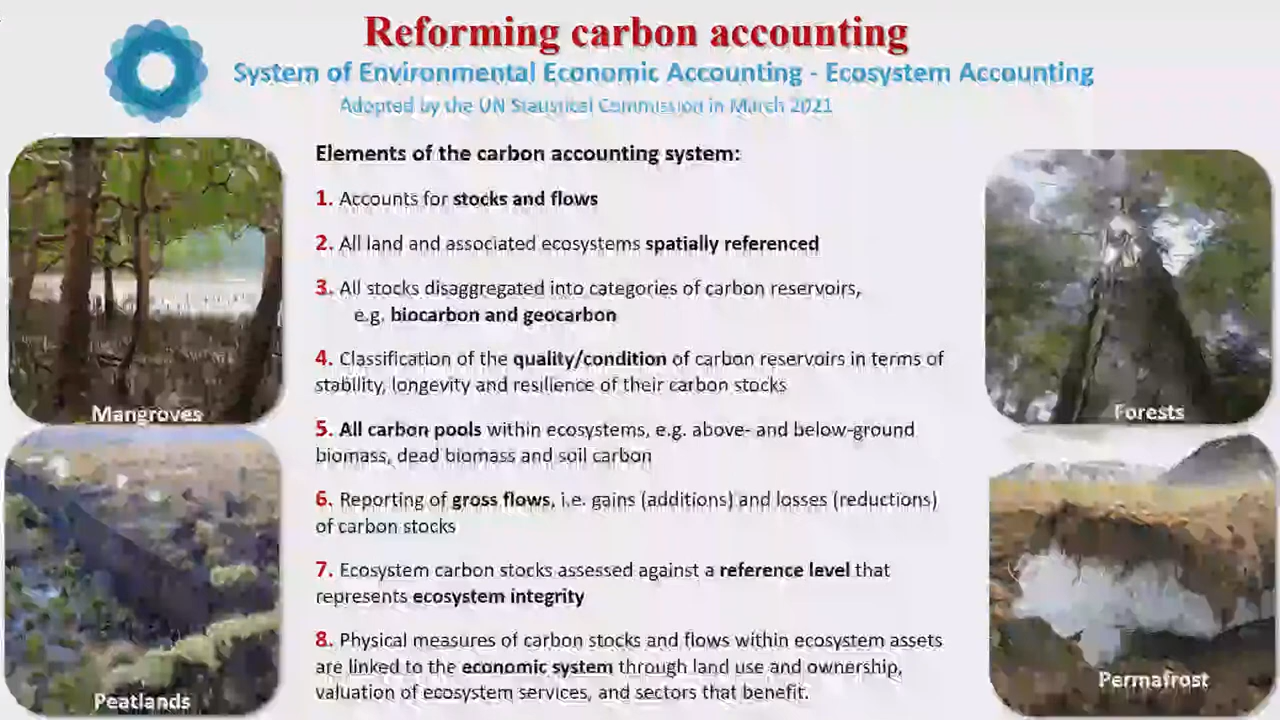 Reforming carbon accounting
System of Environmental Economic Accounting - Ecosystem Accounting
Adopted by the UN Statistical Commission in March 2021
Elements of the carbon accounting system:
1. Accounts for stocks and flows
2. All land and associated ecosystems spatially referenced
3. All stocks disaggregated into categories of carbon reservoirs,
e.g. biocarbon and geocarbon
4. Classification of the quality/condition of carbon reservoirs in terms of
stability, longevity and resilience of their carbon stocks
5. All carbon pools within ecosystems, e.g. above- and below-ground
biomass, dead biomass and soil carbon
6. Reporting of gross flows, i.e. gains (additions) and losses (reductions)
of carbon stocks
7. Ecosystem carbon stocks assessed against a reference level that
represents ecosystem integrity
8. Physical measures of carbon stocks and flows within ecosystem assets
are linked to the economic system through land use and ownership,
valuation of ecosystem services, and sectors that benefit.
Mangroves
Peatlands
Forests
Permafrost